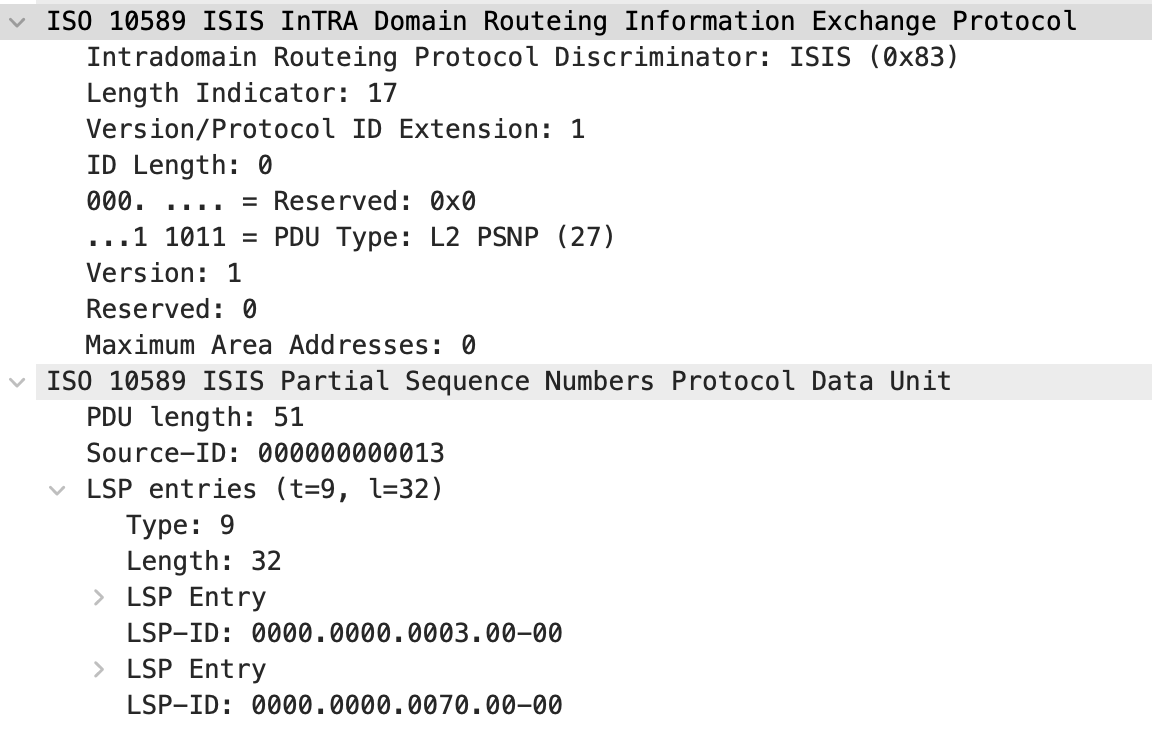 ISO 10589 ISIS InTRA Domain Routeing Information Exchange Protocol
Intradomain Routeing Protocol Discriminator: ISIS (0x83)
Length Indicator: 17
Version/Protocol ID Extension: 1
ID Length: 0
000. .... = Reserved: 0x0
...1 1011 = PDU Type: L2 PSNP (27)
Version: 1
Reserved: 0
Maximum Area Addresses: 0
ISO 10589 ISIS Partial Sequence Numbers Protocol Data Unit
PDU length: 51
Source-ID: 000000000013
LSP entries (t=9, l=32)
Type: 9
Length: 32
LSP Entry
LSP-ID: 0000.0000.0003.00-00
LSP Entry
LSP-ID: 0000.0000.0070.00-00